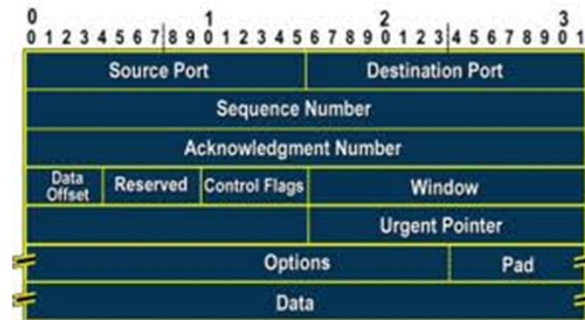 0 1 2 3
0 1 2 3 4 5 6 7 8 9 0 1 2 3 4 5 6 7 8 9 0 1 2 3 4 5 6 7 8 9 0 1
Source Port Destination Port
Sequence Number
Acknowledgment Number
Data Offset Reserved Control Flags Window
Urgent Pointer
Options Pad
Data